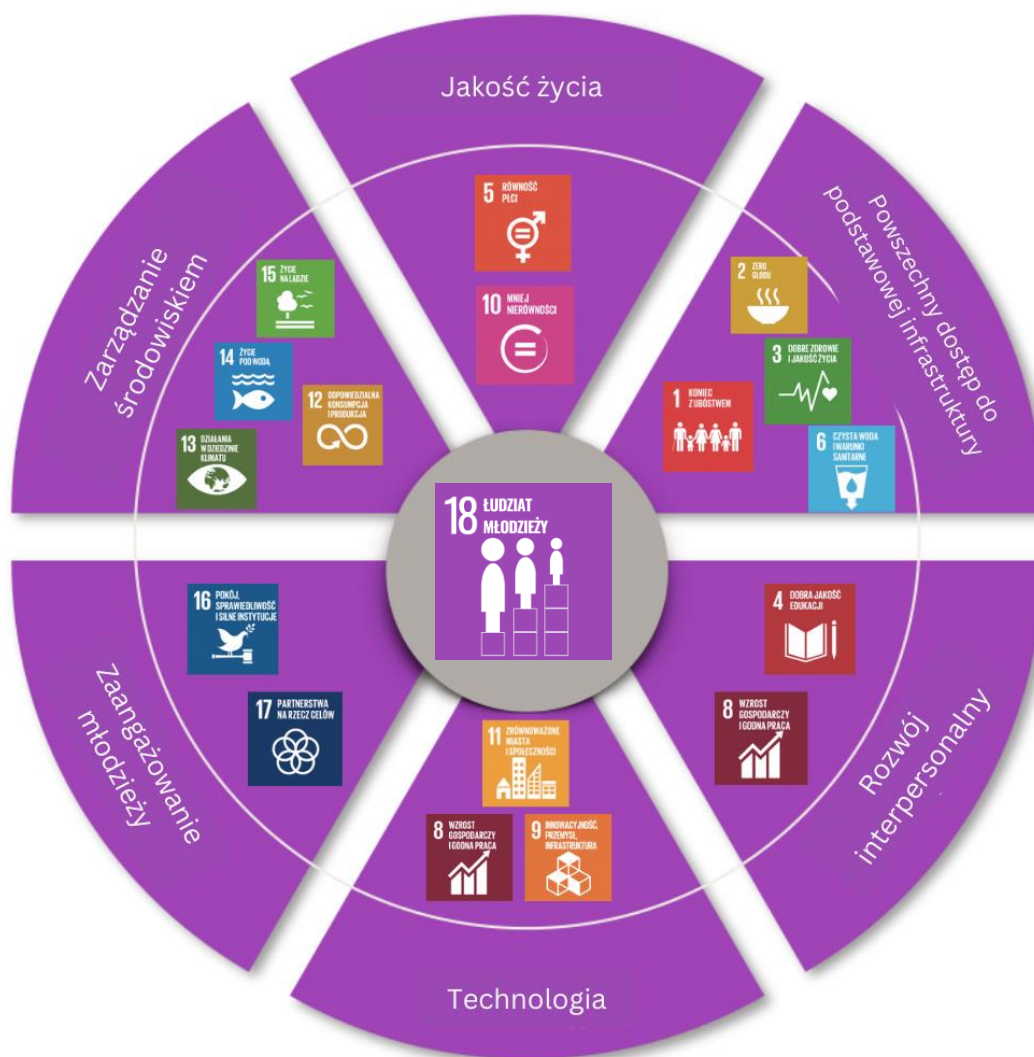 Jakość życia
5 RÓWNOŚĆ
PŁCI
10 MNIEJ
NIERÓWNOŚCI
Powszechny dostęp do
podstawowej infrastruktury
2 ZERO
GŁODU
3 DOBRE ZDROWIE
I JAKOŚĆ ŻYCIA
1 KONIEC
Z UBÓSTWEM
6 CZYSTA WODA
I WARUNKI
SANITARNE
Rozwój
interpersonalny
4 DOBRA JAKOŚĆ
EDUKACJI
8 WZROST
GOSPODARCZY
I GODNA PRACA
Technologia
11 ZRÓWNOWAŻONE
MIASTA
I SPOŁECZNOŚCI
8 WZROST
GOSPODARCZY
I GODNA PRACA
9 INNOWACYJNOŚĆ,
PRZEMYSŁ,
INFRASTRUKTURA
Zaangażowanie
młodzieży
16 POKÓJ,
SPRAWIEDLIWOŚĆ
I SILNE INSTYTUCJE
17 PARTNERSTWA
NA RZECZ CELÓW
Zarządzanie
środowiskiem
15 ŻYCIE
NA LĄDZIE
14 ŻYCIE
POD WODĄ
12 ODPOWIEDZIALNA
KONSUMPCJA
I PRODUKCJA
13 DZIAŁANIA
W DZIEDZINIE
KLIMATU
18 ŁUDZIAT
MŁODZIEŻY